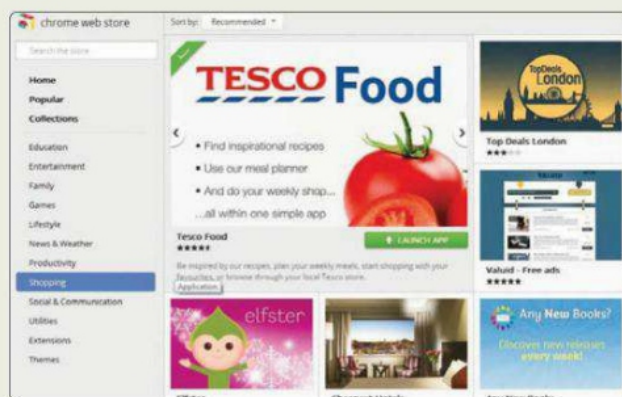 chrome web store
Sort by: Recommended
Search the store
Home
Popular
Collections
Education
Entertainment
Family
Games
Lifestyle
News & Weather
Productivity
Shopping
Social & Communication
Utilities
Extensions
Themes
TESCO Food
• Find inspirational recipes
• Use our meal planner
• And do your weekly shop...
...all within one simple app
Tesco Food
LAUNCH APP
Be inspired by our recipes, plan your weekly meals, start shopping with your
favourites, or browse through your local Tesco store.
Application
TopDeals
London
Top Deals London
Valuid - Free ads
elfster
Any New Books?
Discover new releases
every week!